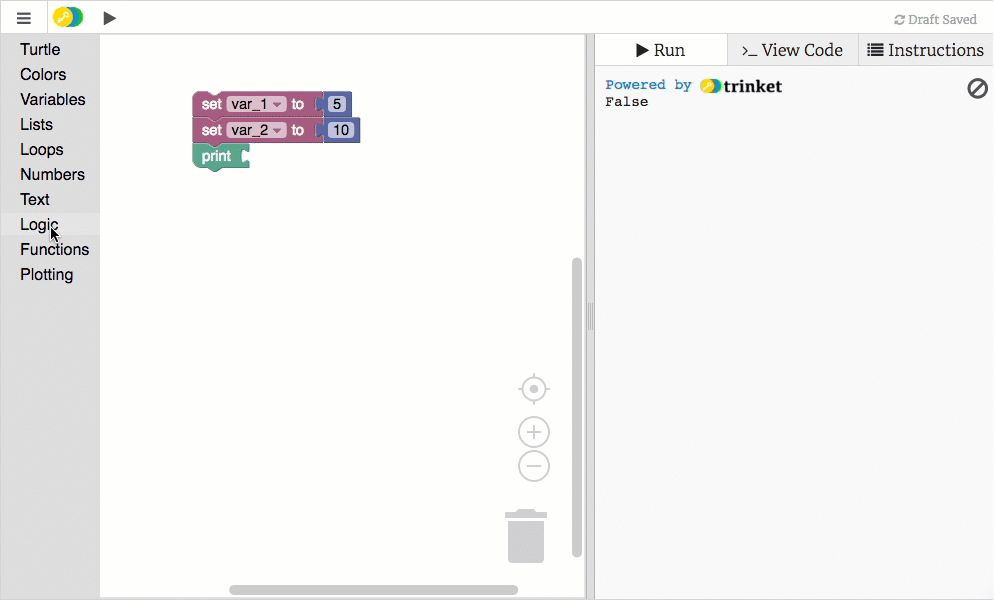 Draft Saved
Turtle
Colors
Variables
Lists
Loops
Numbers
Text
Logic
Functions
Plotting
set var_1 to 5
set var_2 to 10
print
Run
>_ View Code
Instructions
Powered by trinket
False